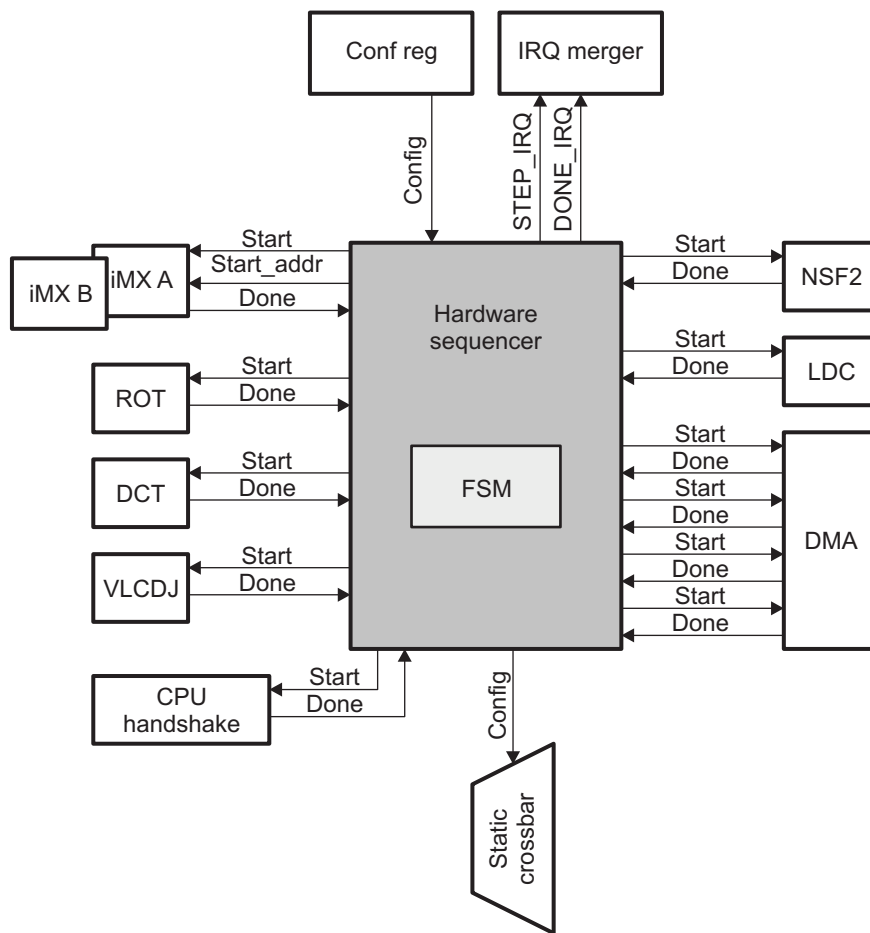 Conf reg
IRQ merger
Config
STEP_IRQ
DONE_IRQ
Start
Start_addr
Done
iMX A
iMX B
Hardware
sequencer
FSM
Start
Done
NSF2
Start
Done
ROT
Start
Done
LDC
Start
Done
DCT
Start
Done
Start
Done
Start
Done
Start
Done
DMA
Start
Done
VLCDJ
Start
Done
CPU
handshake
Config
Static
crossbar